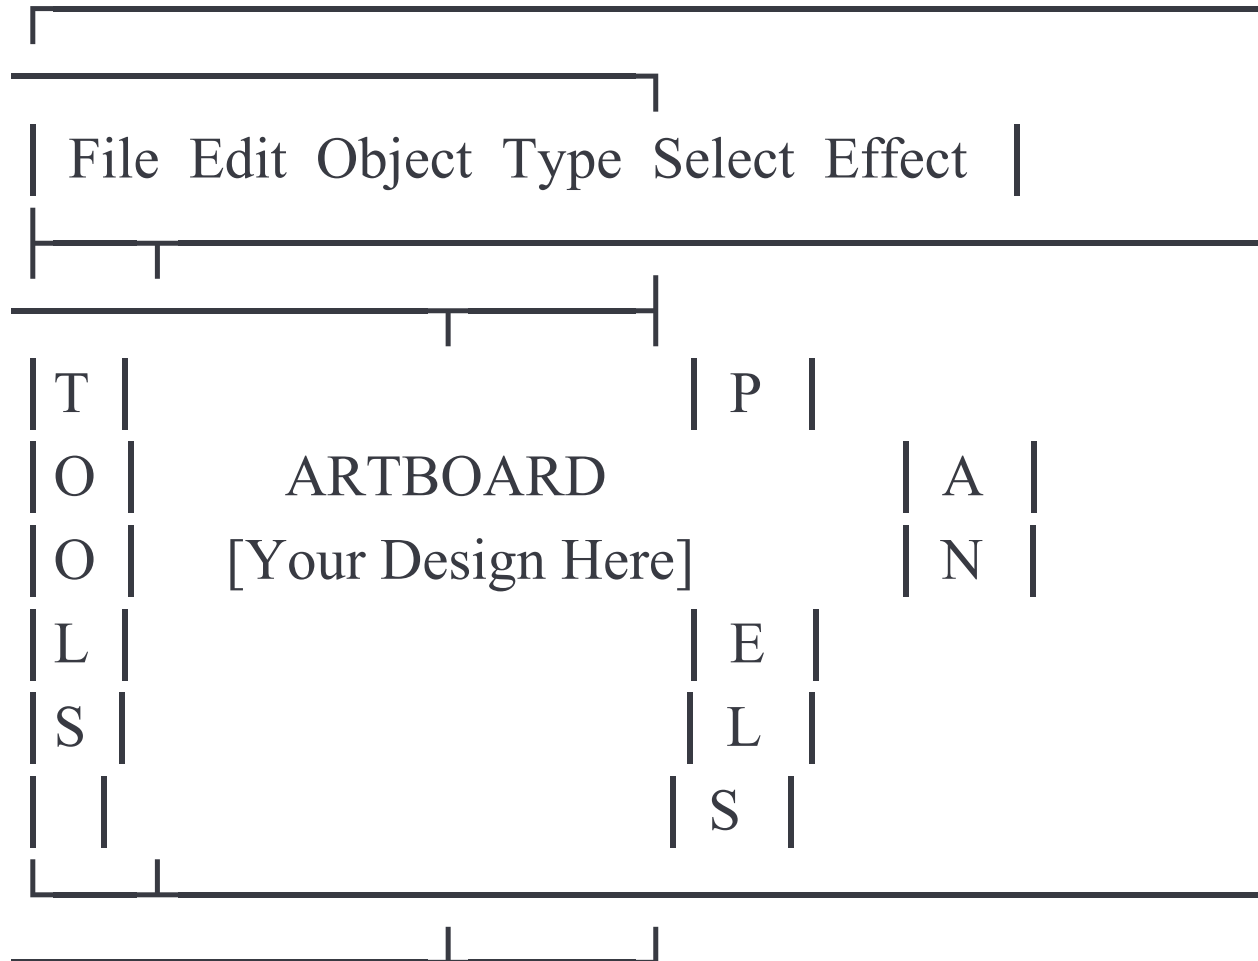 File Edit Object Type Select Effect
T P
O ARTBOARD A
O [Your Design Here] N
L E
S L
S